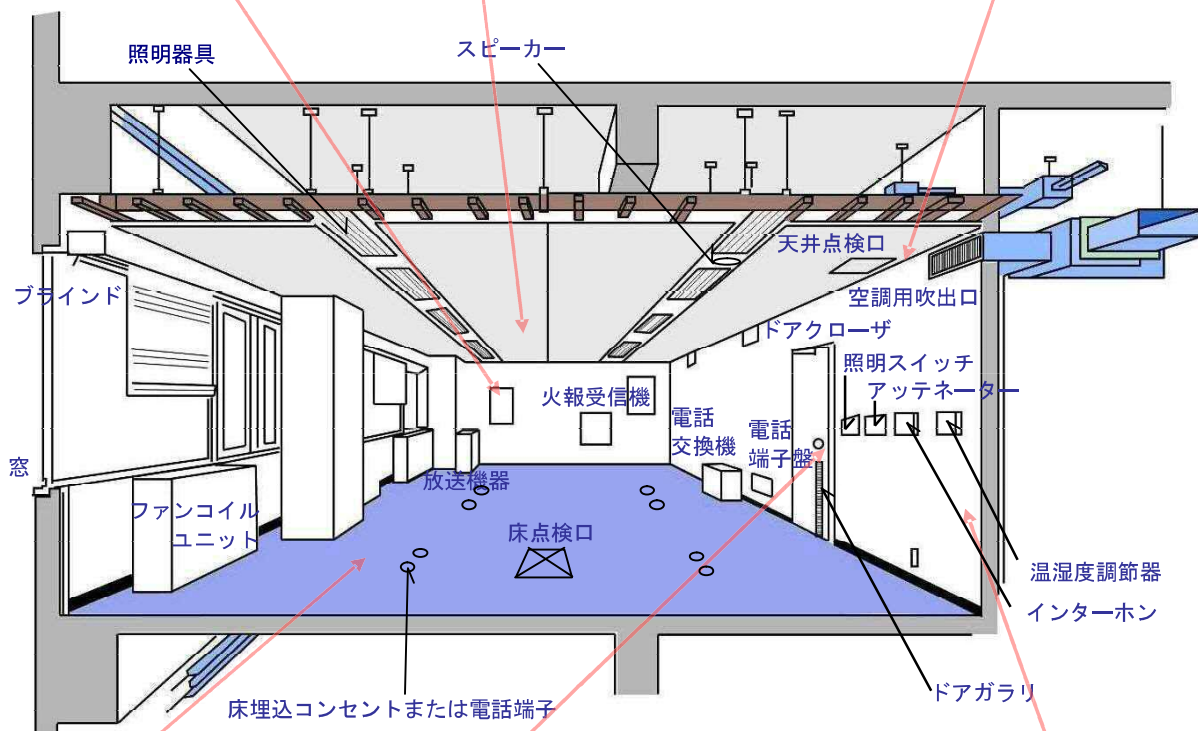 照明器具
スピーカー
天井点検口
ブラインド
空調用吹出口
ドアクローザ
照明スイッチ
アッテネーター
火報受信機
電話
交換機
電話
端子盤
窓
放送機器
ファンコイル
ユニット
床点検口
温湿度調節器
インターホン
ドアガラリ
床埋込コンセントまたは電話端子